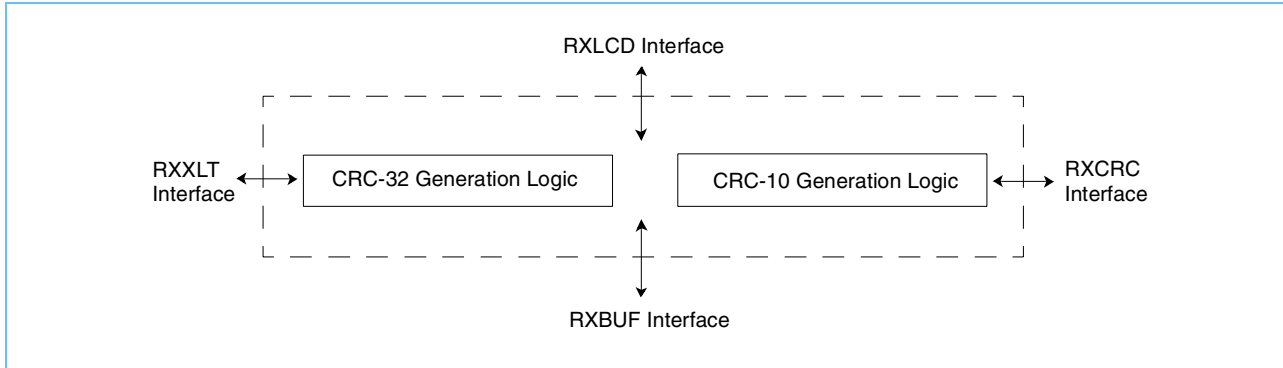 RXLCD Interface
RXXLT
Interface
CRC-32 Generation Logic
CRC-10 Generation Logic
RXCRC
Interface
RXBUF Interface